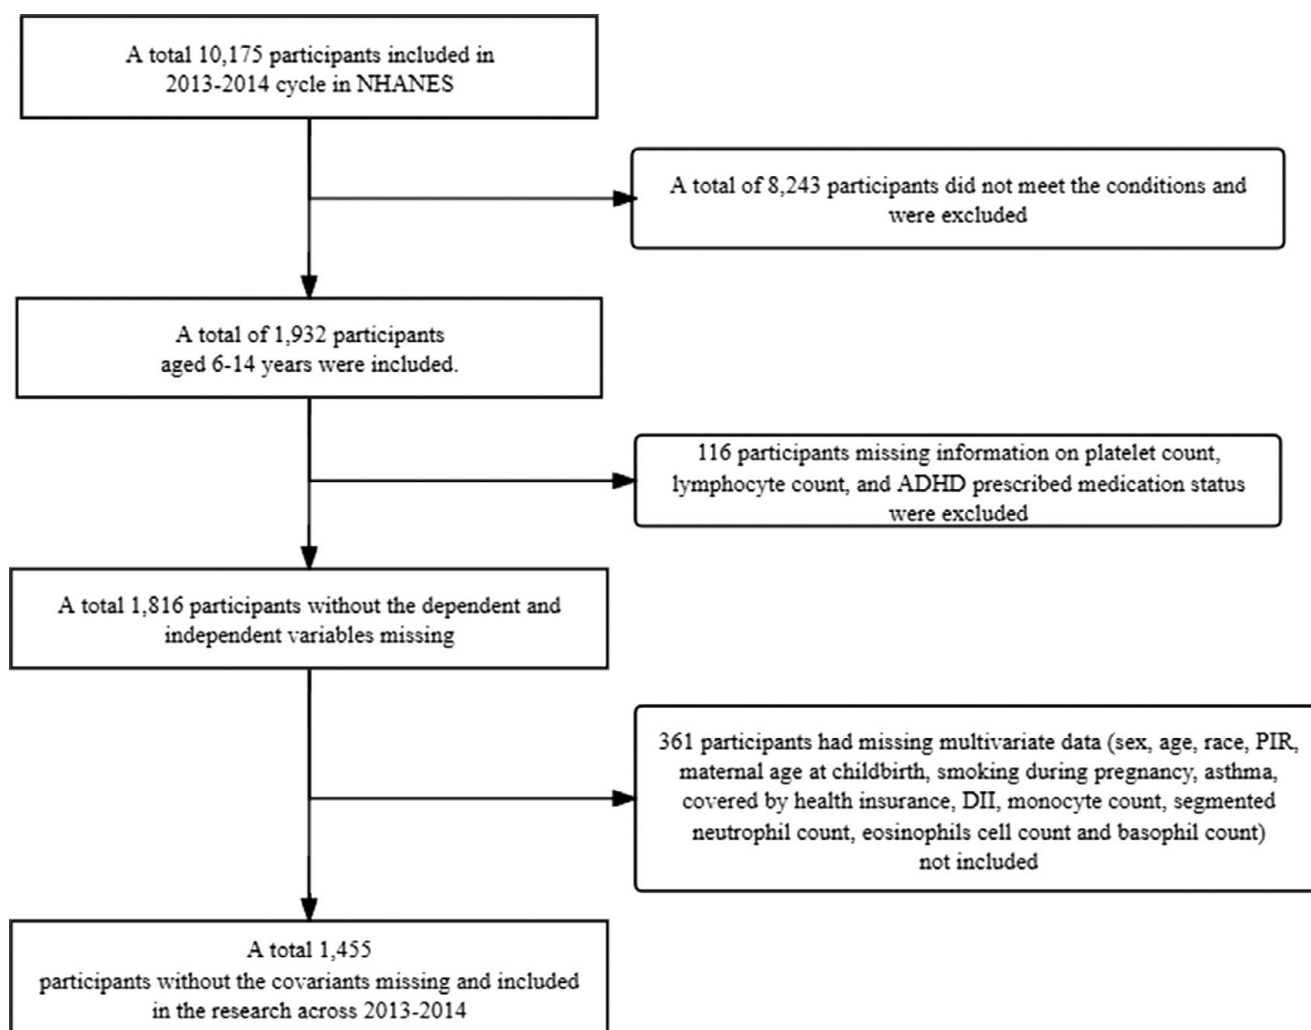 A total 10,175 participants included in
2013-2014 cycle in NHANES
A total of 8,243 participants did not meet the conditions and
were excluded
A total of 1,932 participants
aged 6-14 years were included.
116 participants missing information on platelet count,
lymphocyte count, and ADHD prescribed medication status
were excluded
A total 1,816 participants without the dependent and
independent variables missing
361 participants had missing multivariate data (sex, age, race, PIR,
maternal age at childbirth, smoking during pregnancy, asthma,
covered by health insurance, DII, monocyte count, segmented
neutrophil count, eosinophils cell count and basophil count)
not included
A total 1,455
participants without the covariants missing and included
in the research across 2013-2014